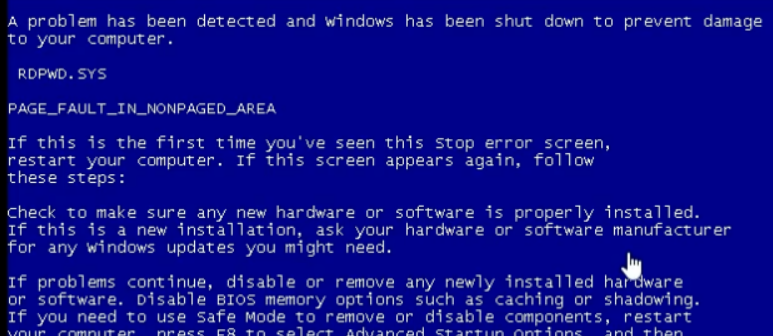 A problem has been detected and Windows has been shut down to prevent damage
to your computer.
RDPWD.SYS
PAGE_FAULT_IN_NONPAGED_AREA
If this is the first time you've seen this Stop error screen,
restart your computer. If this screen appears again, follow
these steps:
Check to make sure any new hardware or software is properly installed.
If this is a new installation, ask your hardware or software manufacturer
for any Windows updates you might need.
If problems continue, disable or remove any newly installed hardware
or software. Disable BIOS memory options such as caching or shadowing.
If you need to use Safe Mode to remove or disable components, restart
your computer, press F8 to select Advanced Startup Options, and then